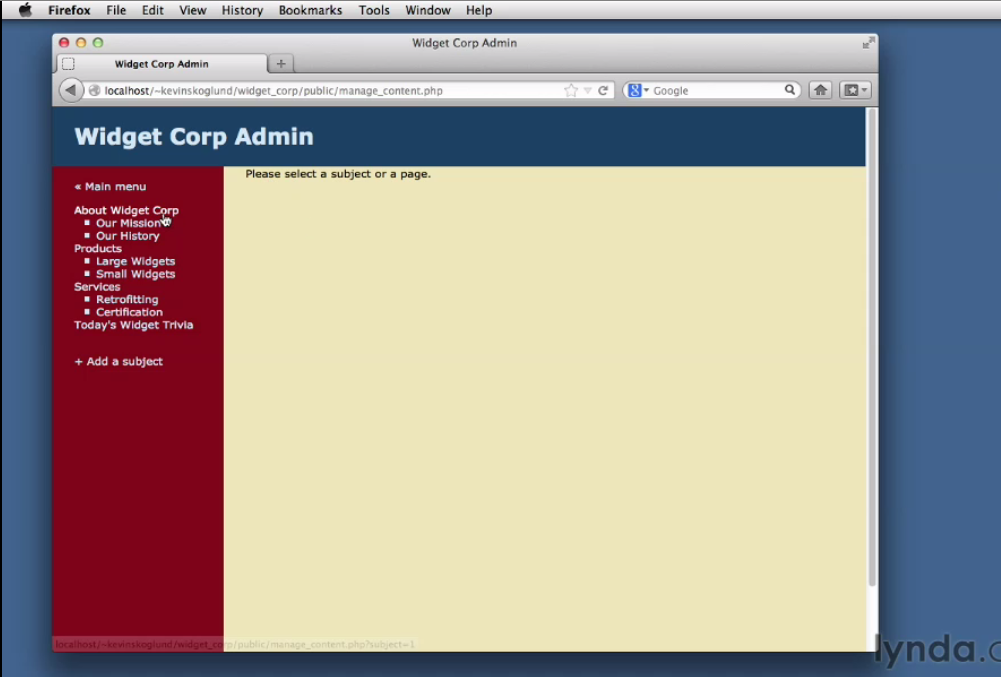 Firefox File Edit View History Bookmarks Tools Window Help
Widget Corp Admin
Widget Corp Admin
localhost/~kevinskoglund/widget_corp/public/manage_content.php
Google
Widget Corp Admin
Please select a subject or a page.
« Main menu
About Widget Corp
Our Mission
Our History
Products
Large Widgets
Small Widgets
Services
Retrofitting
Certification
Today's Widget Trivia
+ Add a subject
localhost/~kevinskoglund/widget_corp/public/manage_content.php?subject=1
lynda.c